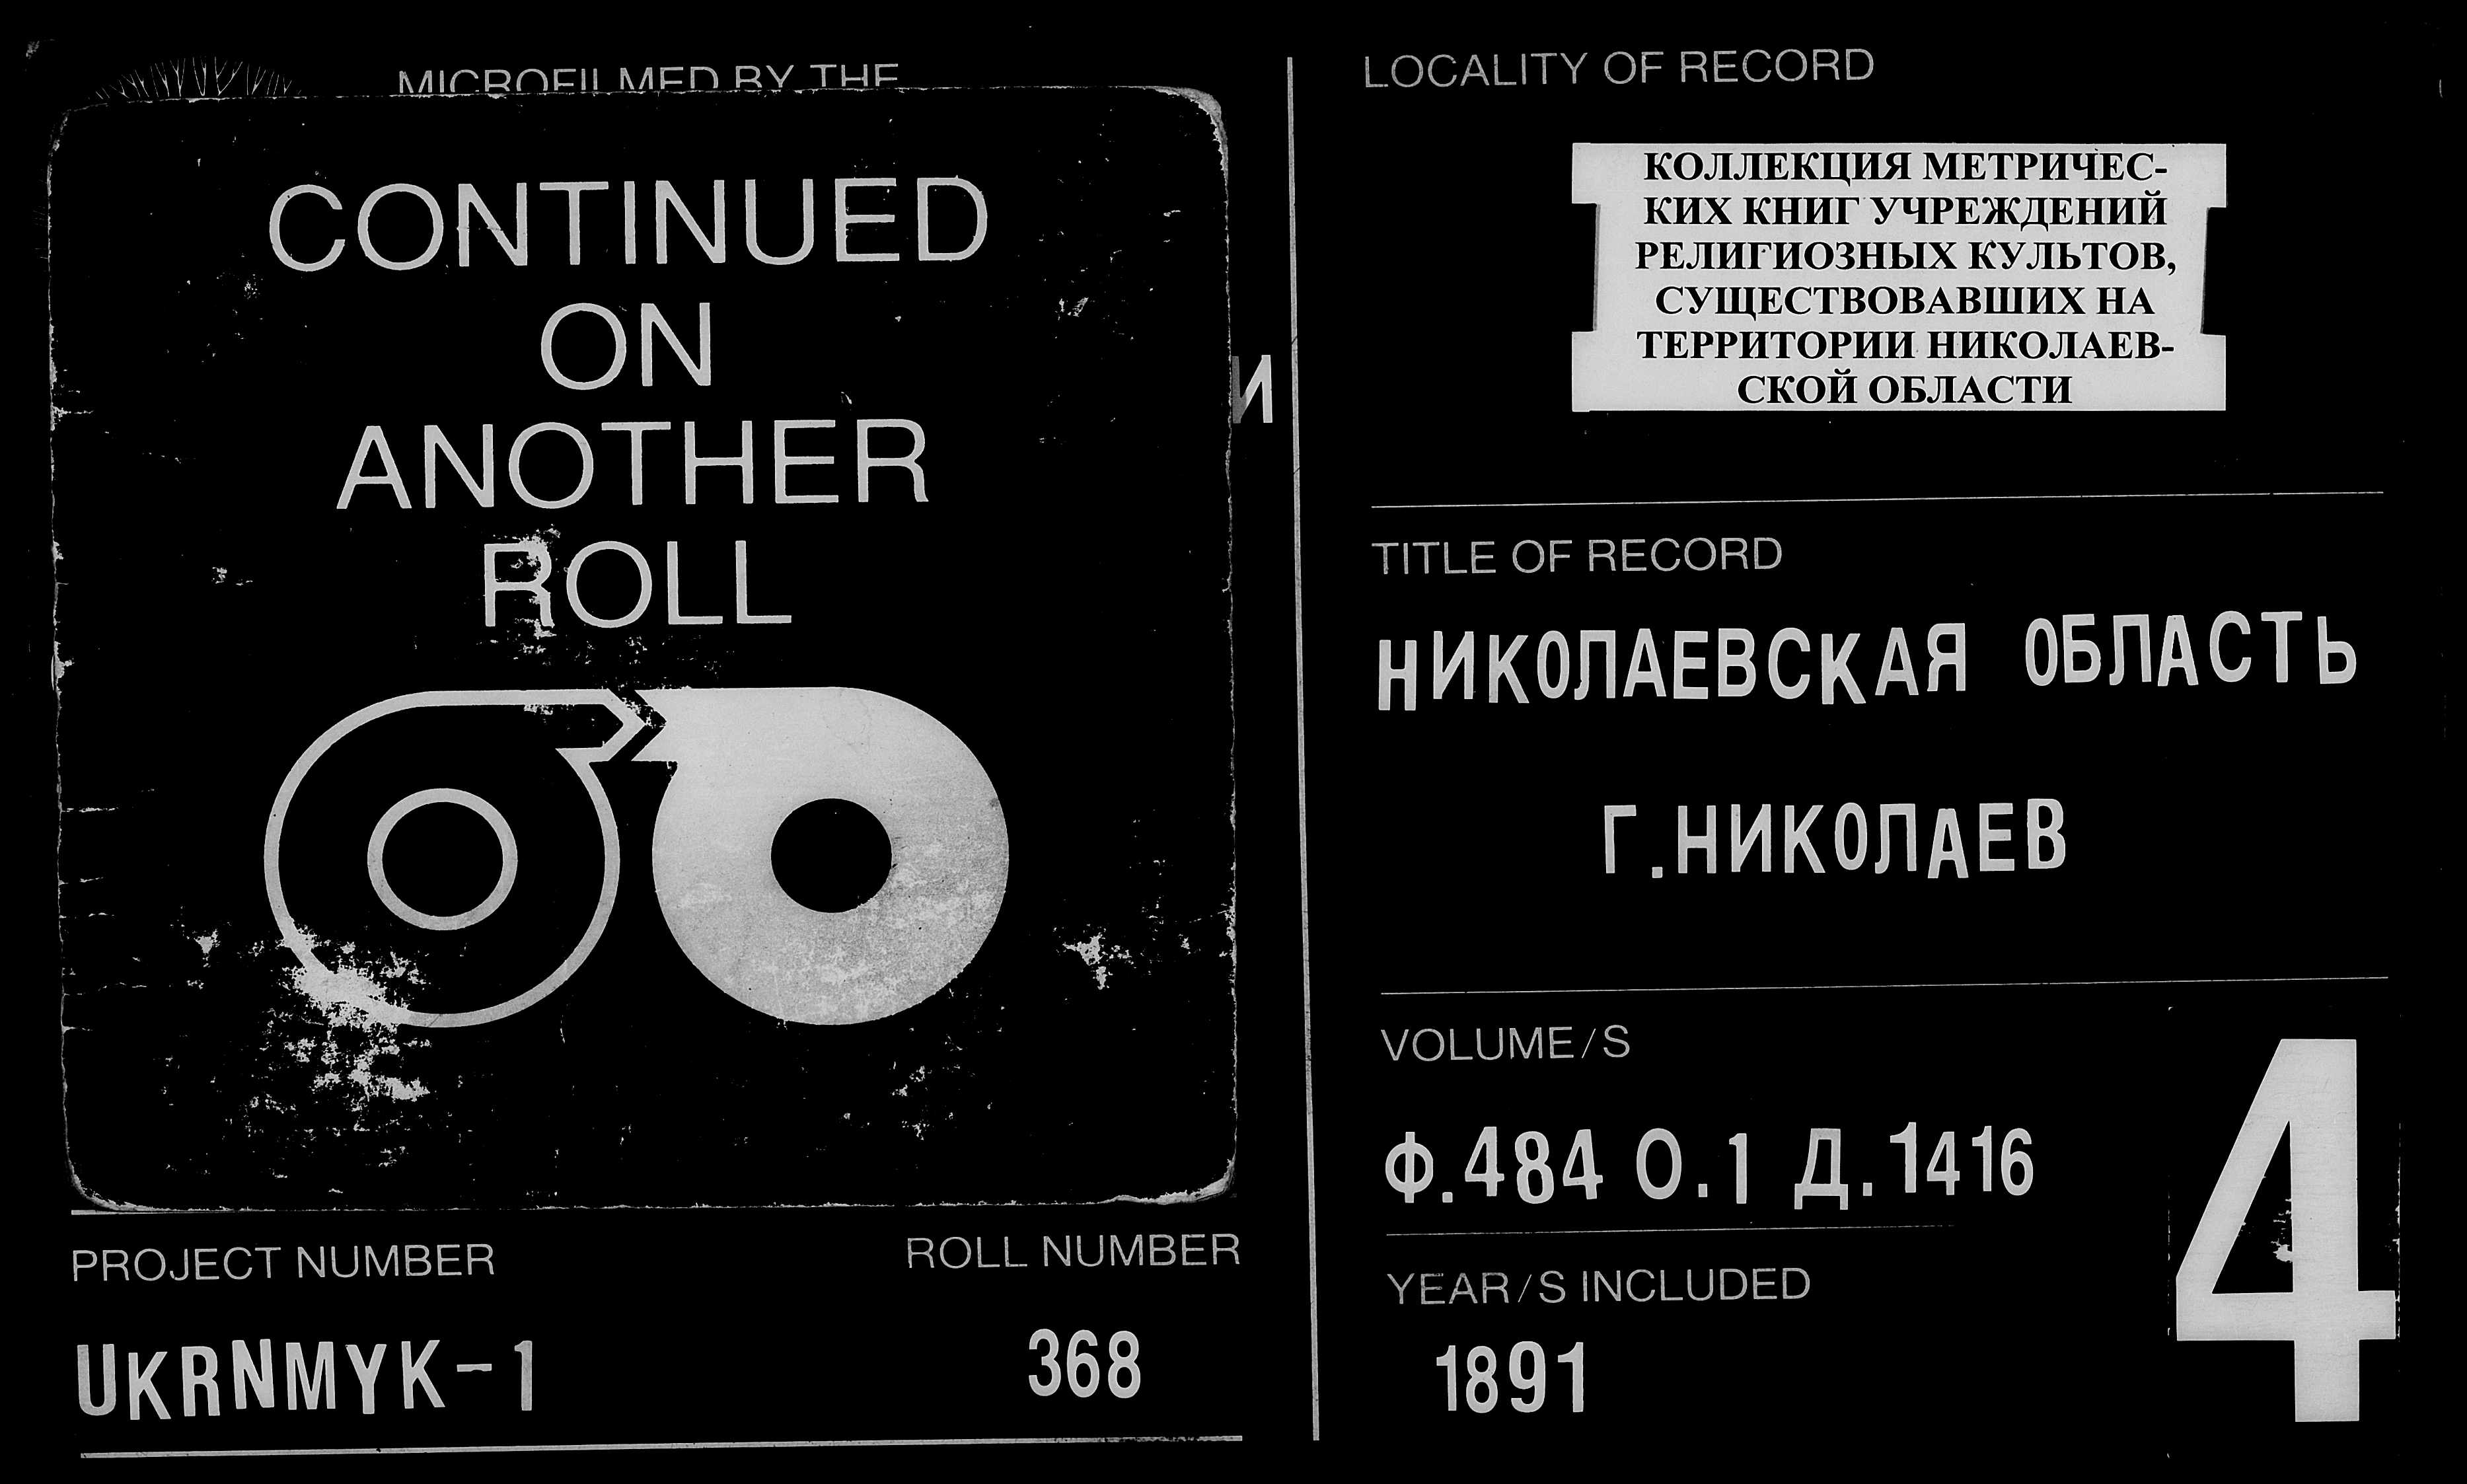 MICROFILMED BY THE
CONTINUED
ON
ANOTHER
ROLL
И
PROJECT NUMBER
ROLL NUMBER
UKRNMYK-1
368
LOCALITY OF RECORD
КОЛЛЕКЦИЯ МЕТРИЧЕС-
КИХ КНИГ УЧРЕЖДЕНИЙ
РЕЛИГИОЗНЫХ КУЛЬТОВ,
СУЩЕСТВОВАВШИХ НА
ТЕРРИТОРИИ НИКОЛАЕВ-
СКОЙ ОБЛАСТИ
TITLE OF RECORD
НИКОЛАЕВСКАЯ ОБЛАСТЬ
Г.НИКОЛАЕВ
VOLUME/S
Ф.484 О.1 Д.1416
YEAR/S INCLUDED
1891
4